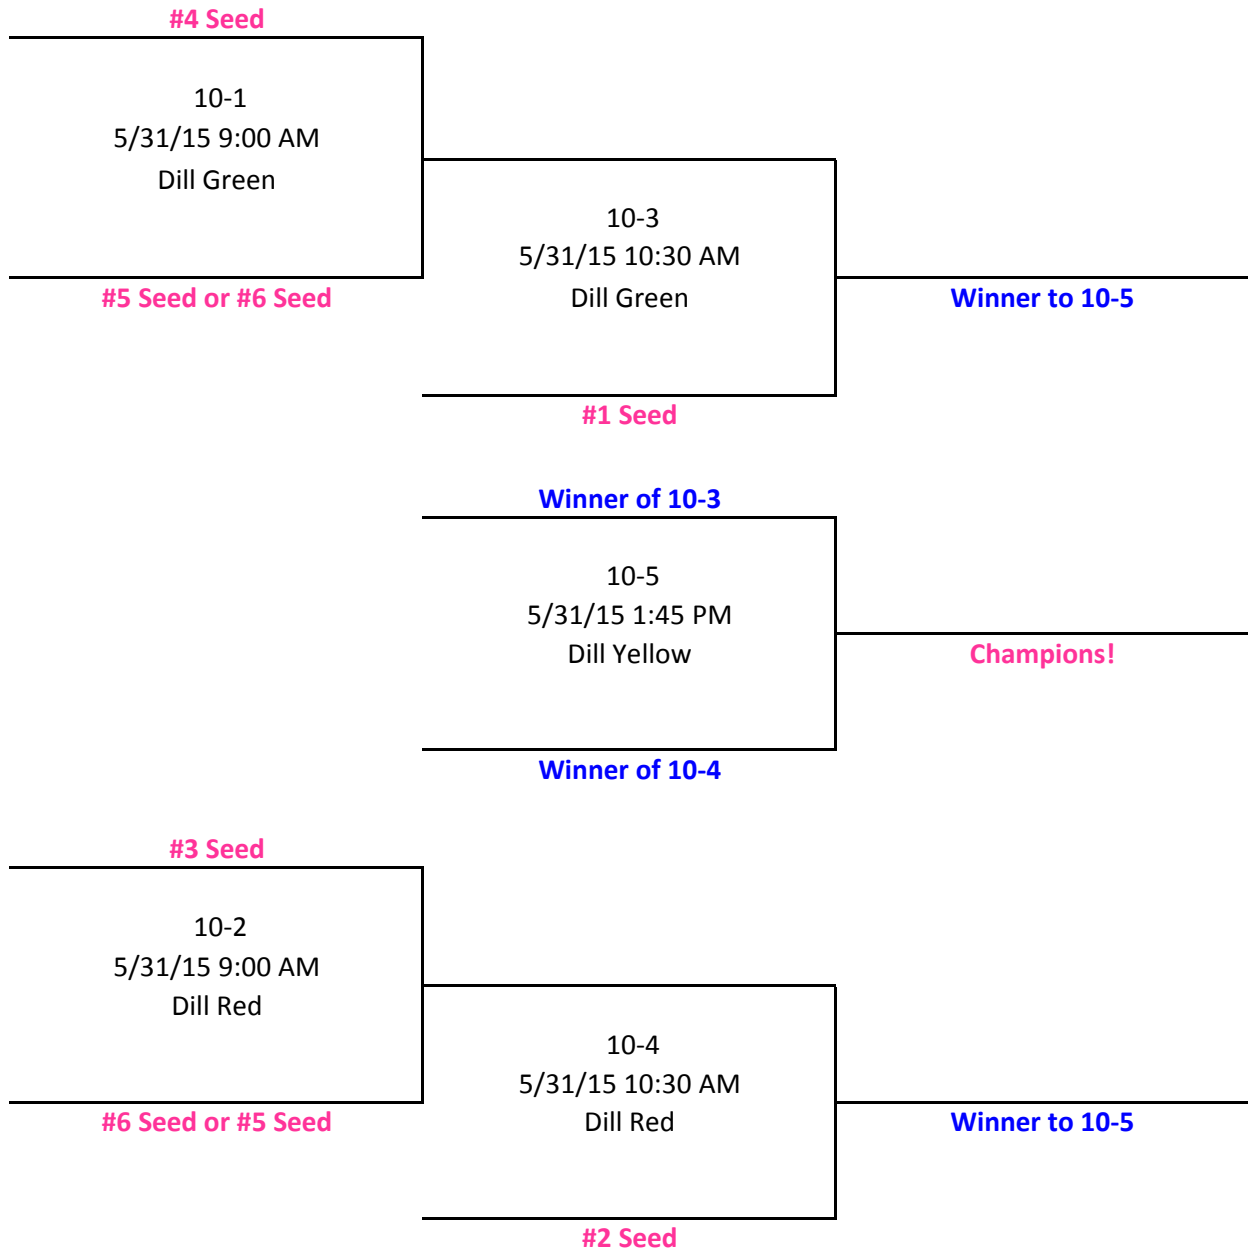 #4 Seed
10-1
5/31/15 9:00 AM
Dill Green
#5 Seed or #6 Seed
10-3
5/31/15 10:30 AM
Dill Green
#1 Seed
Winner to 10-5
Winner of 10-3
10-5
5/31/15 1:45 PM
Dill Yellow
Winner of 10-4
Champions!
#3 Seed
10-2
5/31/15 9:00 AM
Dill Red
#6 Seed or #5 Seed
10-4
5/31/15 10:30 AM
Dill Red
#2 Seed
Winner to 10-5